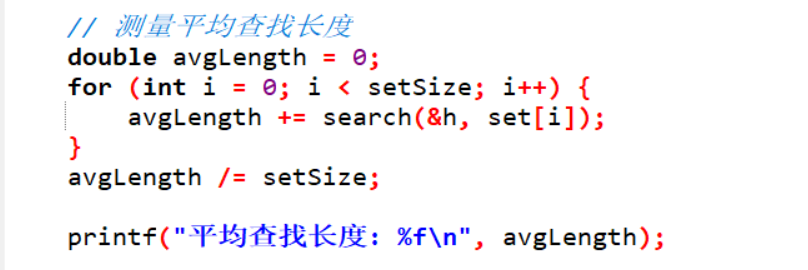 // 测量平均查找长度
double avgLength = 0;
for (int i = 0; i < setSize; i++) {
    avgLength += search(&h, set[i]);
}
avgLength /= setSize;
printf("平均查找长度：%f\n", avgLength);